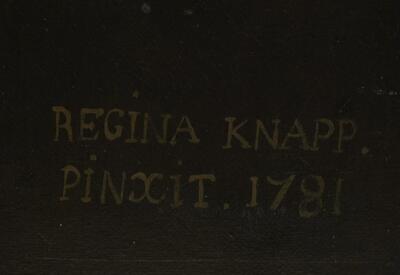 REGiNA KNAPP.
PiNXiT. 1781